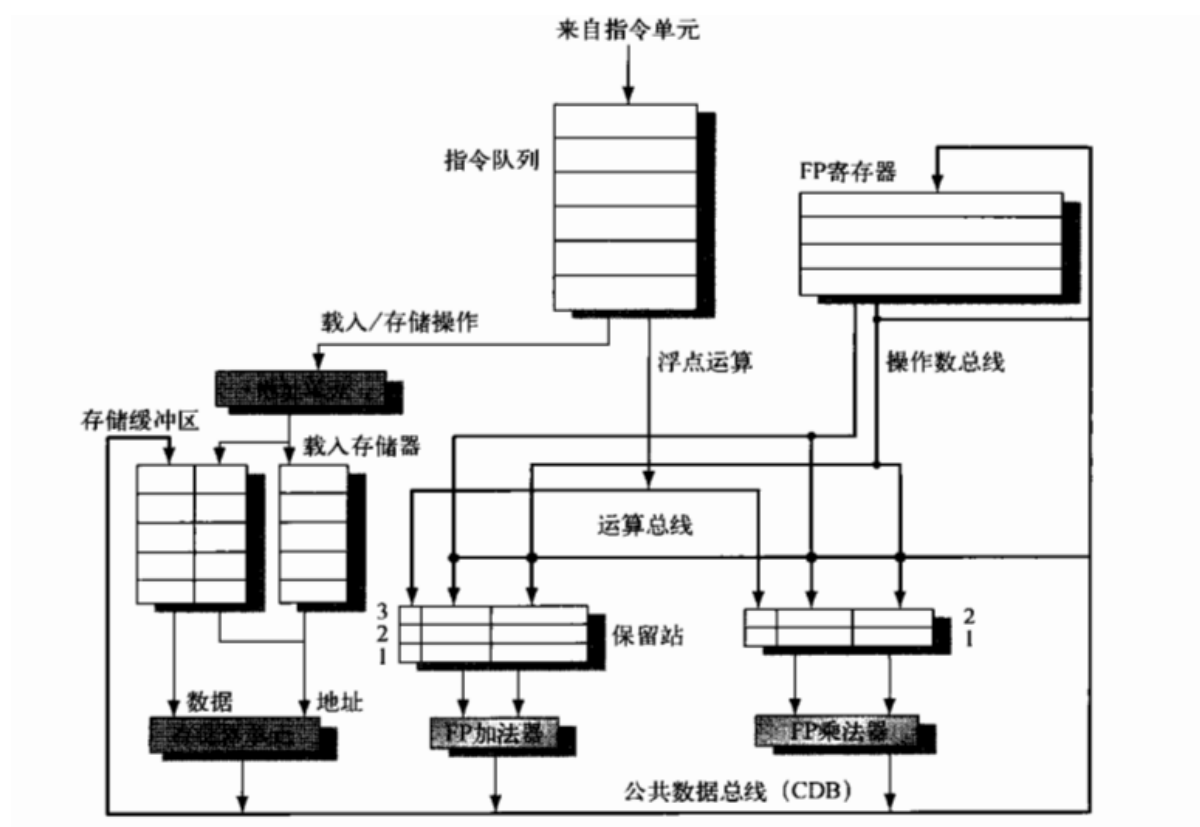 来自指令单元
指令队列
FP寄存器
载入/存储操作
浮点运算
操作数总线
存储缓冲区
载入存储器
运算总线
3
2
1
保留站
2
1
数据
地址
FP加法器
FP乘法器
公共数据总线（CDB）